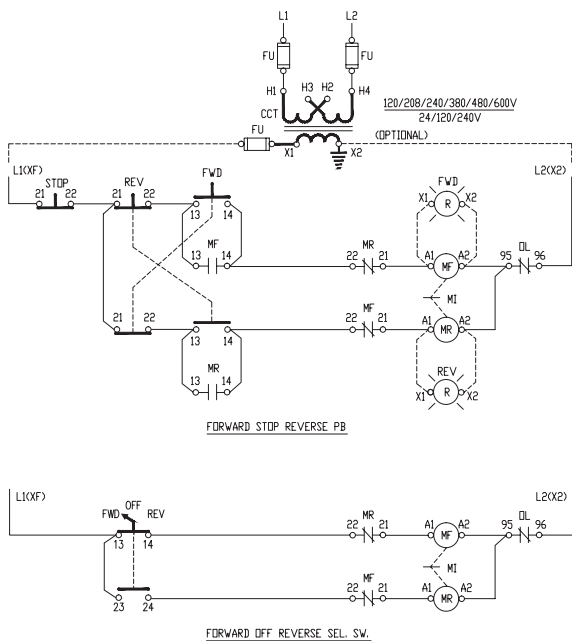 L1 L2
FU FU
H1 H3 H2 H4
CCT 120/208/240/380/480/600V
24/120/240V
FU X1 X2 (OPTIONAL)
L1(XF) L2(X2)
STOP REV FWD FWD
21 22 21 22 13 14 X1 R X2
MF MR OL
13 14 22 21 A1 MF A2 95 96
MI
21 22 13 14 MF
22 21 A1 MR A2
MR REV
13 14 X1 R X2
FORWARD STOP REVERSE PB
L1(XF) L2(X2)
OFF
FWD REV MR OL
13 14 22 21 A1 MF A2 95 96
MI
MF
23 24 22 21 A1 MR A2
FORWARD OFF REVERSE SEL. SW.